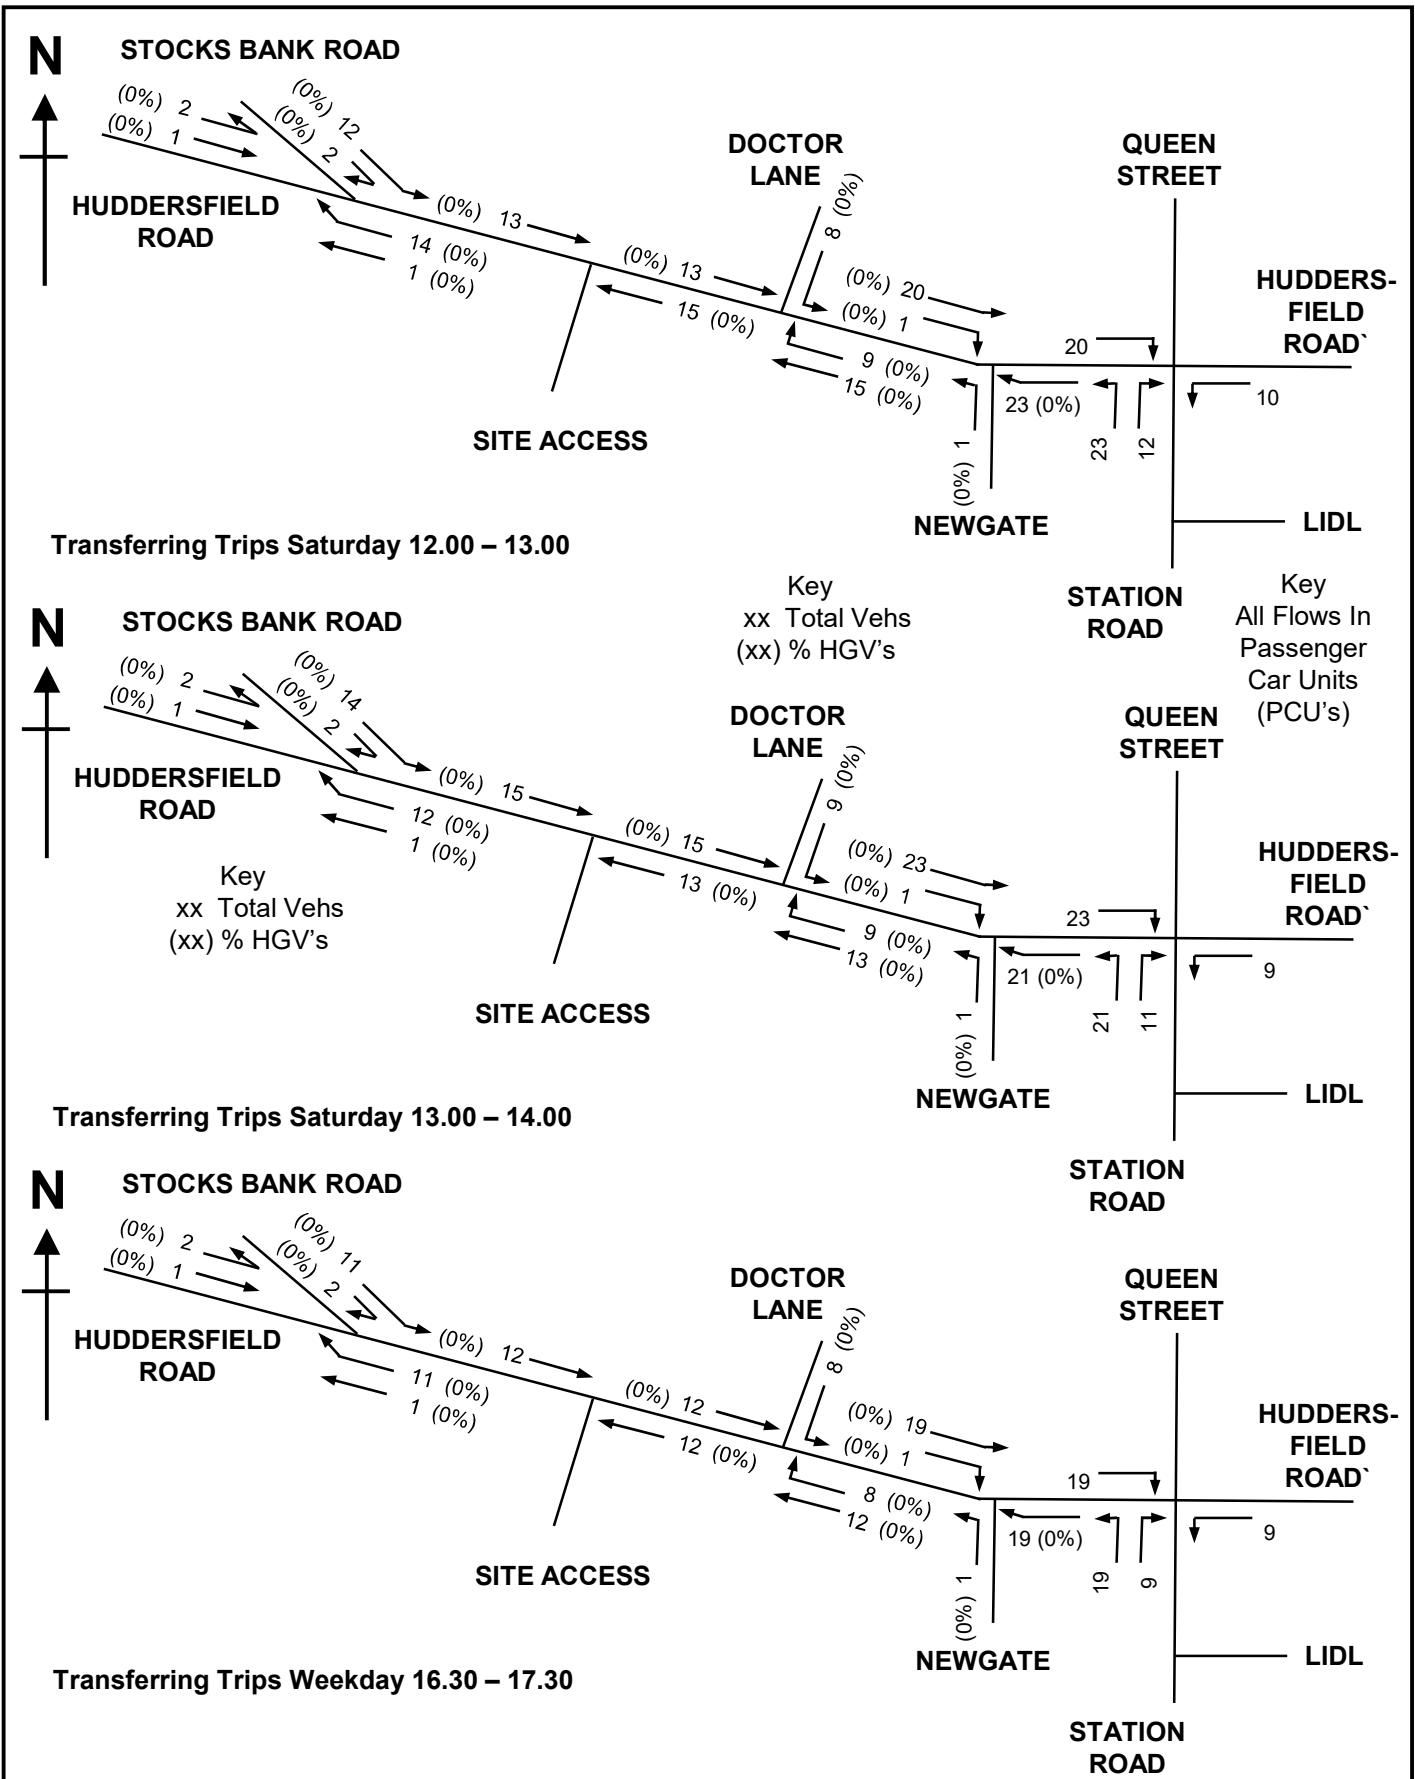 N
STOCKS BANK ROAD
(0%) 2
(0%) 1
(0%) 12
(0%) 2
HUDDERSFIELD
ROAD
14 (0%)
1 (0%)
(0%) 13
(0%) 13
15 (0%)
DOCTOR
LANE
8 (0%)
(0%) 20
(0%) 1
9 (0%)
15 (0%)
QUEEN
STREET
HUDDERS-
FIELD
ROAD`
20
23 (0%)
23
12
10
(0%) 1
SITE ACCESS
NEWGATE
LIDL
STATION
ROAD
Transferring Trips Saturday 12.00 – 13.00
Key
xx Total Vehs
(xx) % HGV's
Key
All Flows In
Passenger
Car Units
(PCU's)
N
STOCKS BANK ROAD
(0%) 2
(0%) 1
(0%) 14
(0%) 2
HUDDERSFIELD
ROAD
12 (0%)
1 (0%)
(0%) 15
(0%) 15
13 (0%)
DOCTOR
LANE
9 (0%)
(0%) 23
(0%) 1
9 (0%)
13 (0%)
QUEEN
STREET
HUDDERS-
FIELD
ROAD`
23
21 (0%)
21
11
9
(0%) 1
Key
xx Total Vehs
(xx) % HGV's
SITE ACCESS
NEWGATE
LIDL
STATION
ROAD
Transferring Trips Saturday 13.00 – 14.00
N
STOCKS BANK ROAD
(0%) 2
(0%) 1
(0%) 11
(0%) 2
HUDDERSFIELD
ROAD
11 (0%)
1 (0%)
(0%) 12
(0%) 12
12 (0%)
DOCTOR
LANE
8 (0%)
(0%) 19
(0%) 1
8 (0%)
12 (0%)
QUEEN
STREET
HUDDERS-
FIELD
ROAD`
19
19 (0%)
19
9
9
(0%) 1
SITE ACCESS
NEWGATE
LIDL
STATION
ROAD
Transferring Trips Weekday 16.30 – 17.30